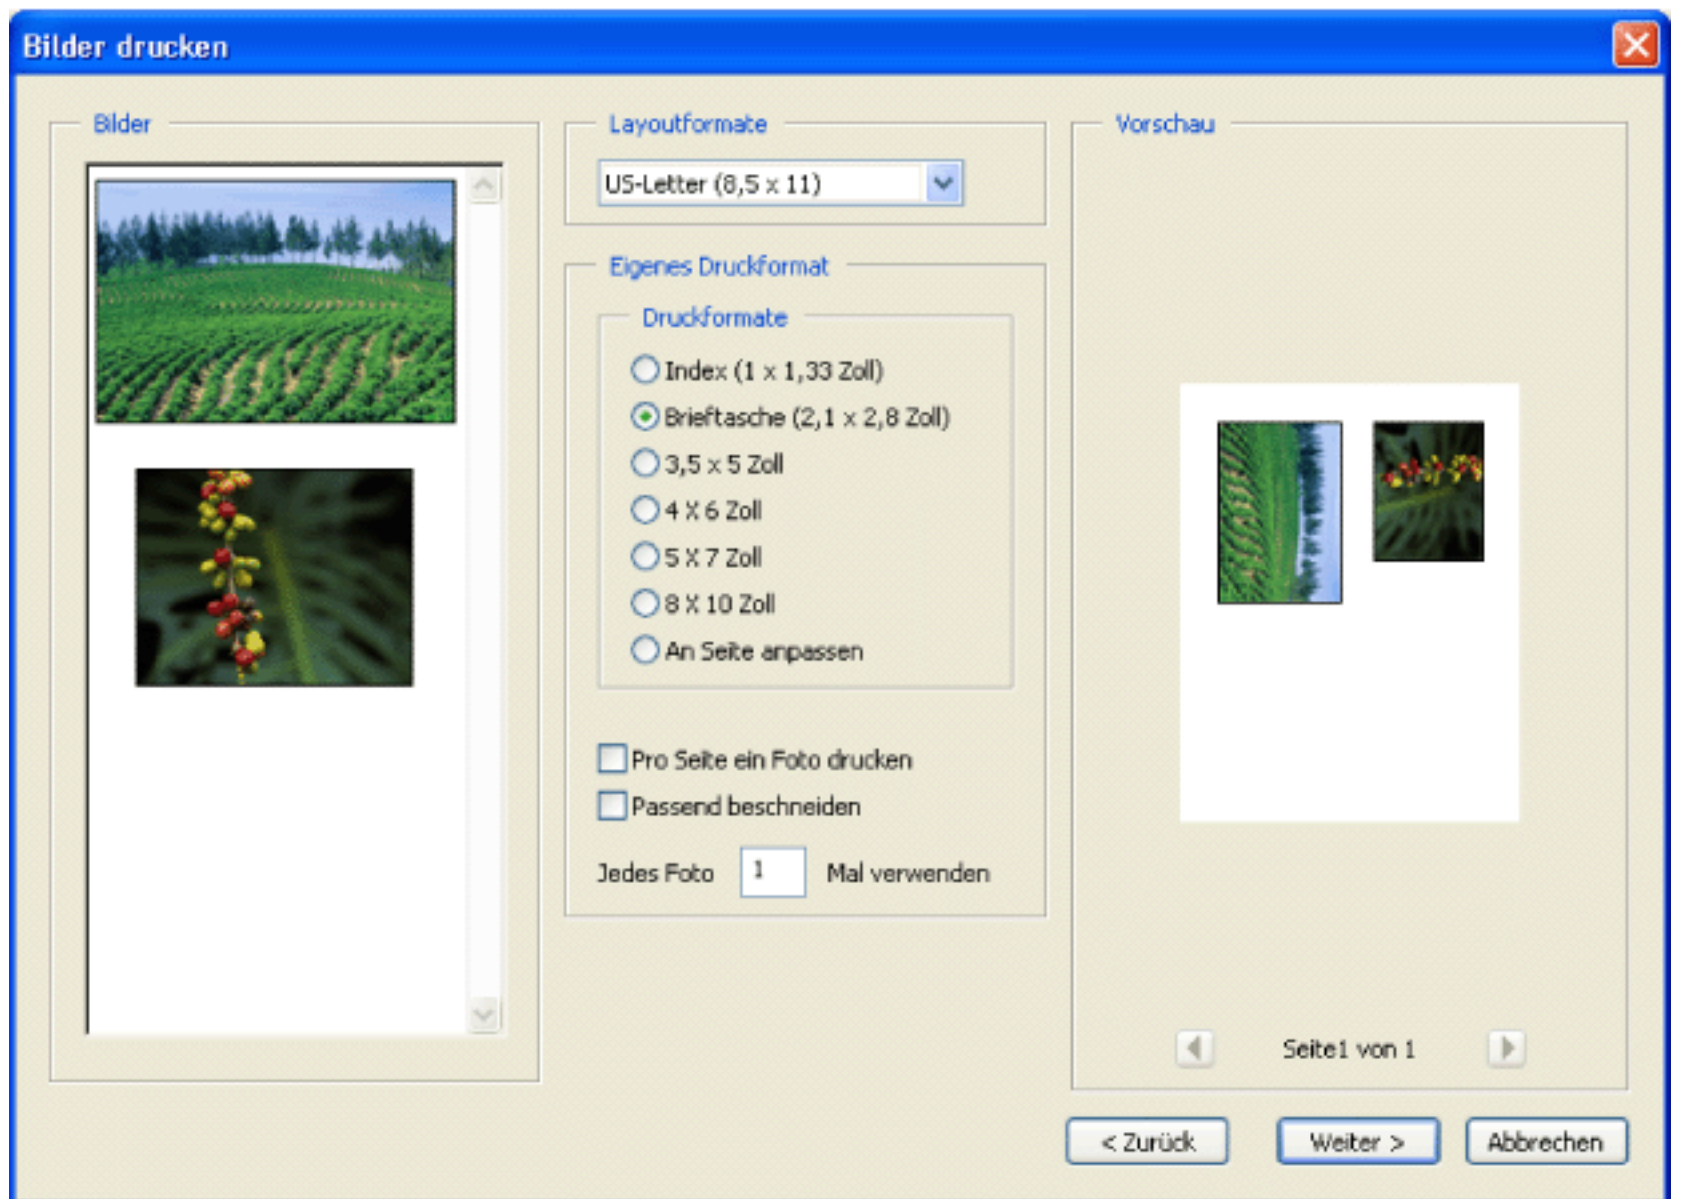 Bilder drucken
Bilder
Layoutformate
US-Letter (8,5 x 11)
Eigenes Druckformat
Druckformate
Index (1 x 1,33 Zoll)
Brieftasche (2,1 x 2,8 Zoll)
3,5 x 5 Zoll
4 X 6 Zoll
5 X 7 Zoll
8 X 10 Zoll
An Seite anpassen
Pro Seite ein Foto drucken
Passend beschneiden
Jedes Foto 1 Mal verwenden
Vorschau
Seite1 von 1
< Zurück
Weiter >
Abbrechen